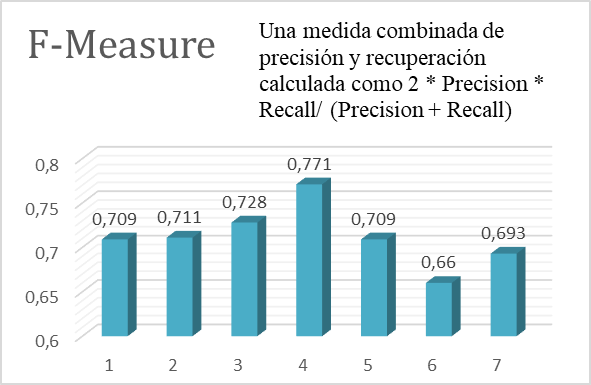 F-Measure
Una medida combinada de
precisión y recuperación
calculada como 2 * Precision *
Recall/ (Precision + Recall)
0,8
0,75
0,7
0,65
0,6
0,709
0,711
0,728
0,771
0,709
0,66
0,693
1 2 3 4 5 6 7